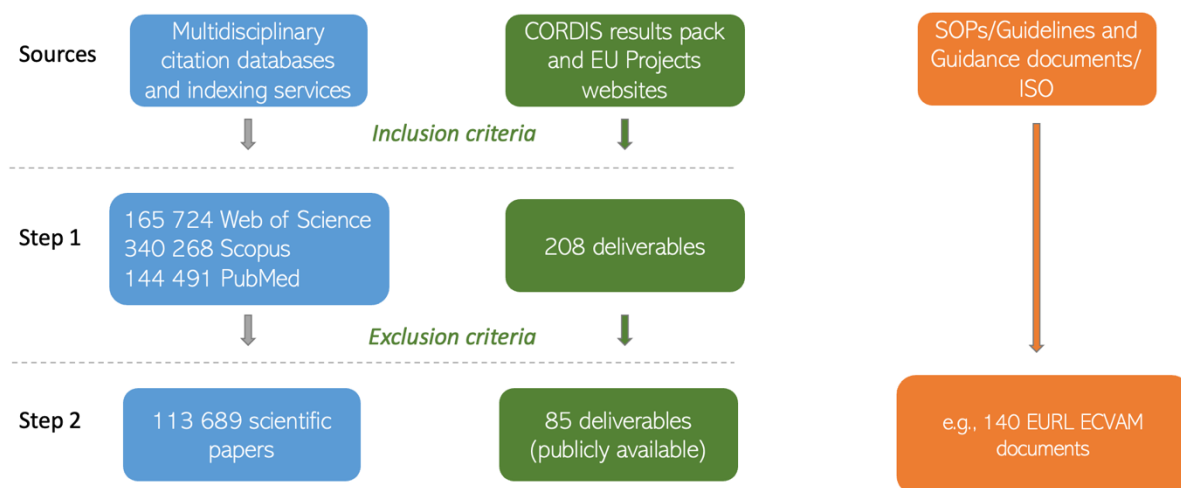 Sources
Multidisciplinary
citation databases
and indexing services
CORDIS results pack
and EU Projects
websites
SOPs/Guidelines and
Guidance documents/
ISO
Inclusion criteria
Step 1
165 724 Web of Science
340 268 Scopus
144 491 PubMed
208 deliverables
Exclusion criteria
Step 2
113 689 scientific
papers
85 deliverables
(publicly available)
e.g., 140 EURL ECVAM
documents